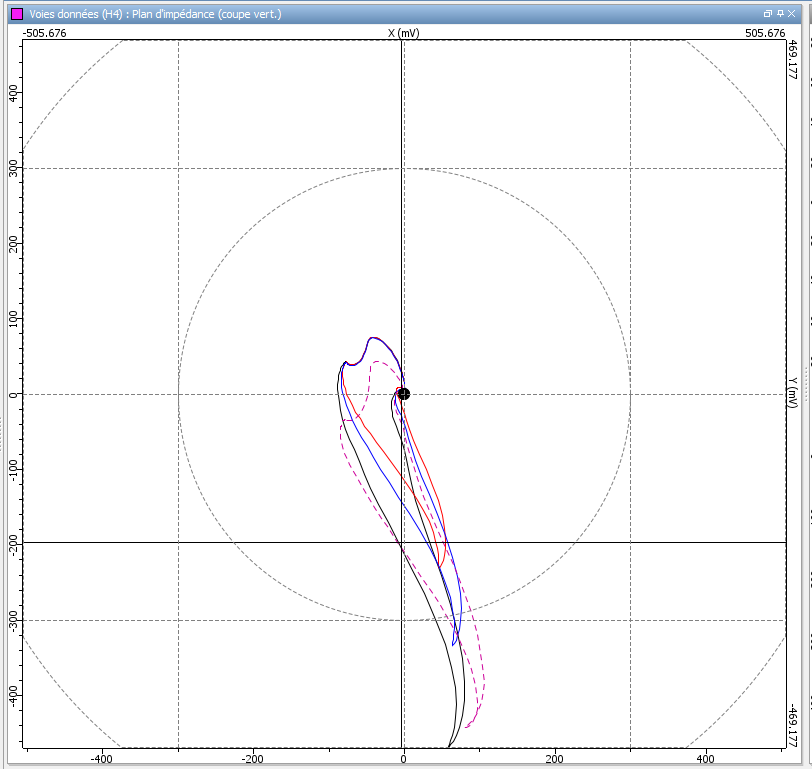 Voies données (H4) : Plan d'impédance (coupe vert.)
-505.676 X (mV) 505.676
469.177
400
300
200
100
0
Y (mV)
-100
-200
-300
-400
-469.177
-400 -200 0 200 400